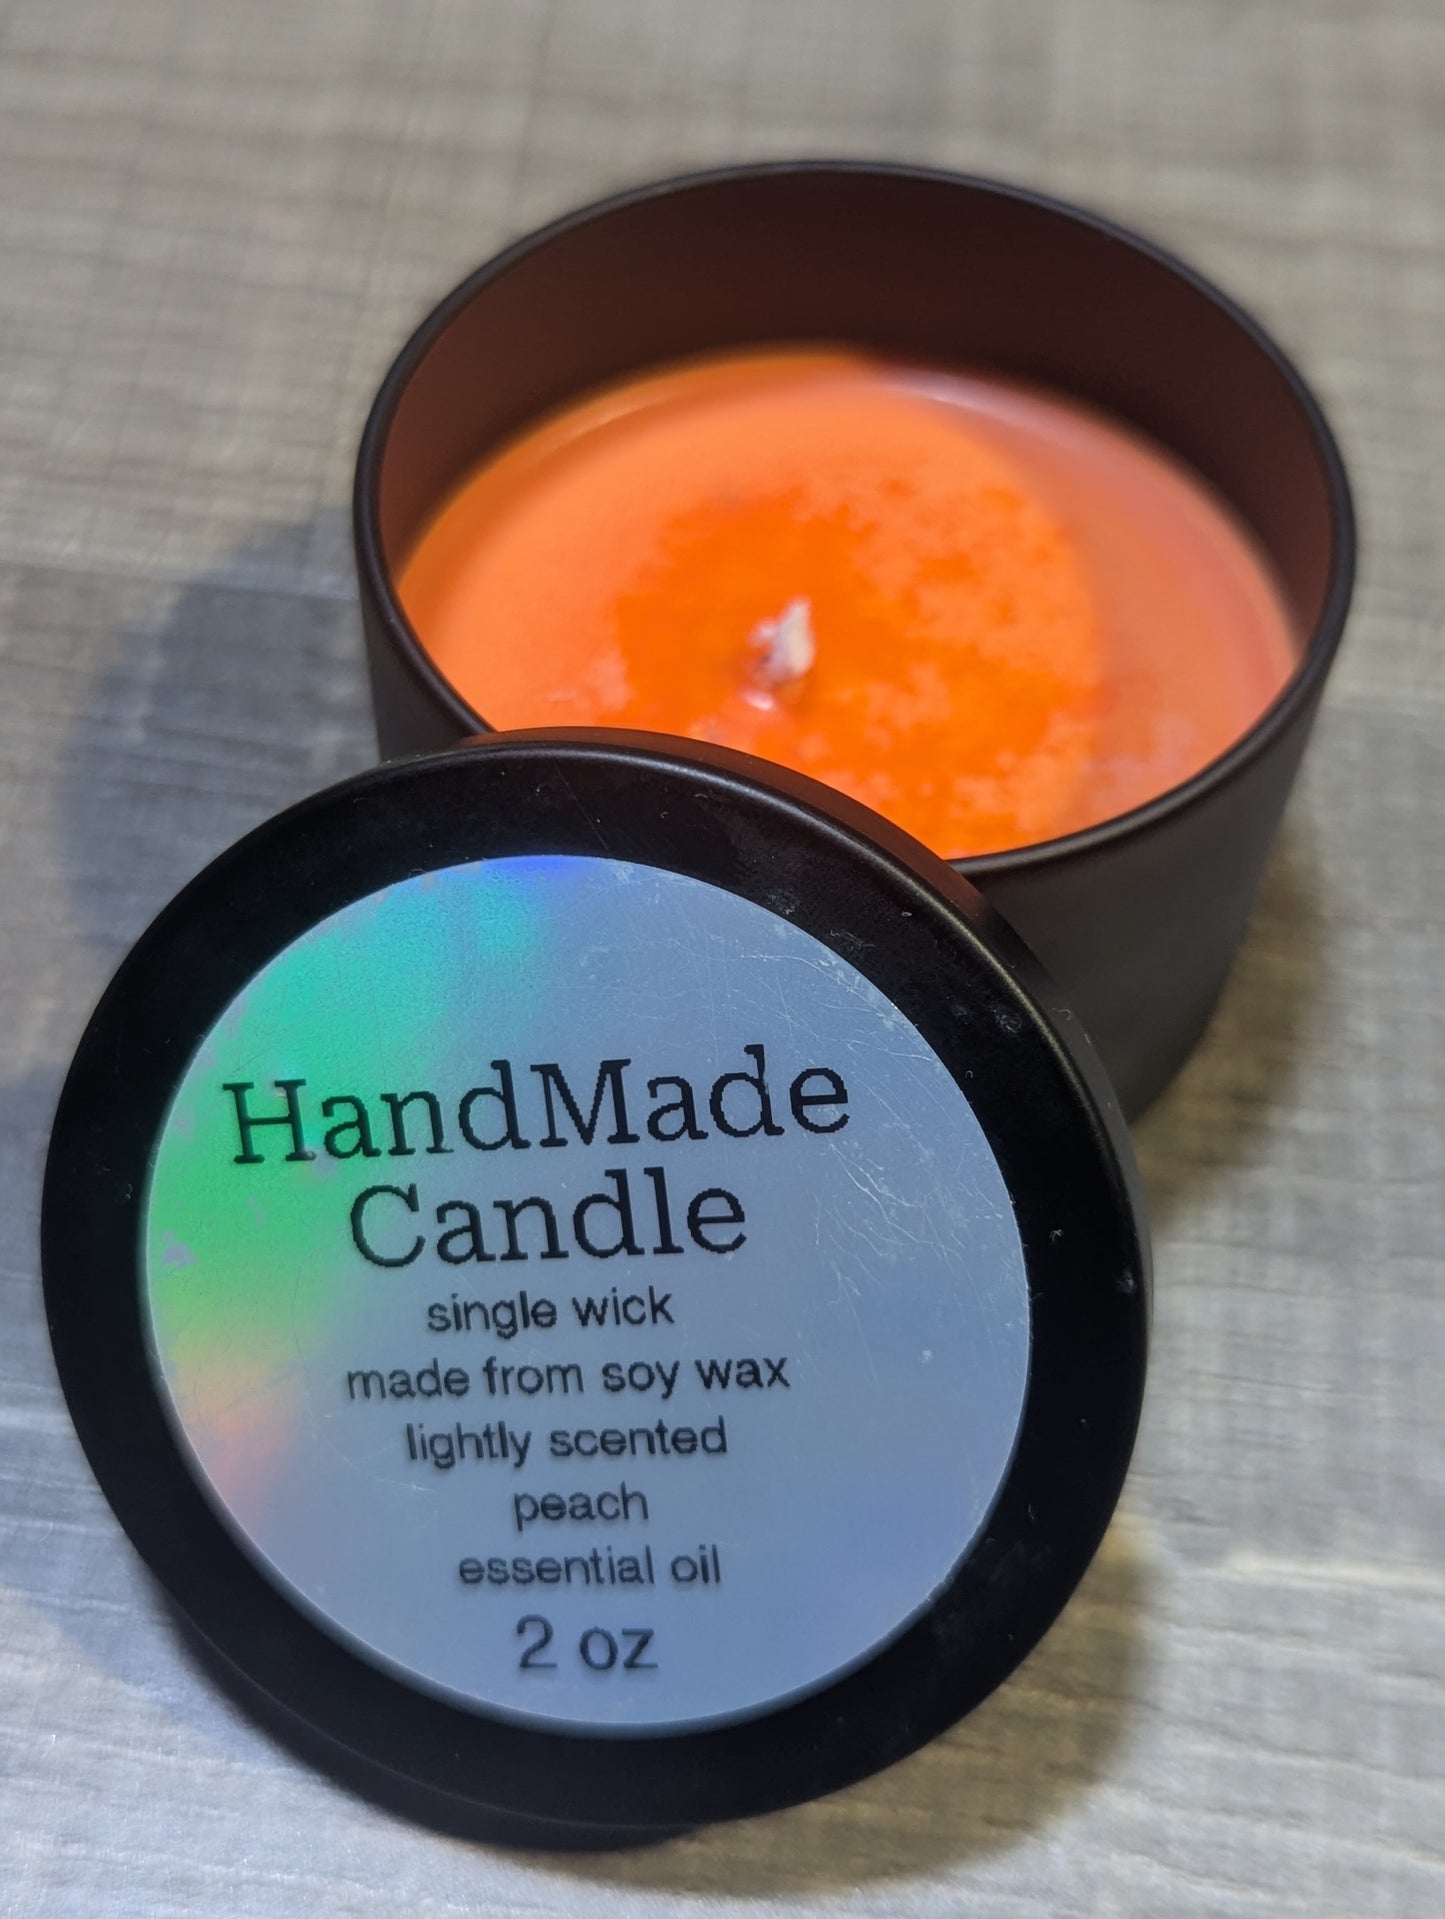 HandMade
Candle
single wick
made from soy wax
lightly scented
peach
essential oil
2 oz